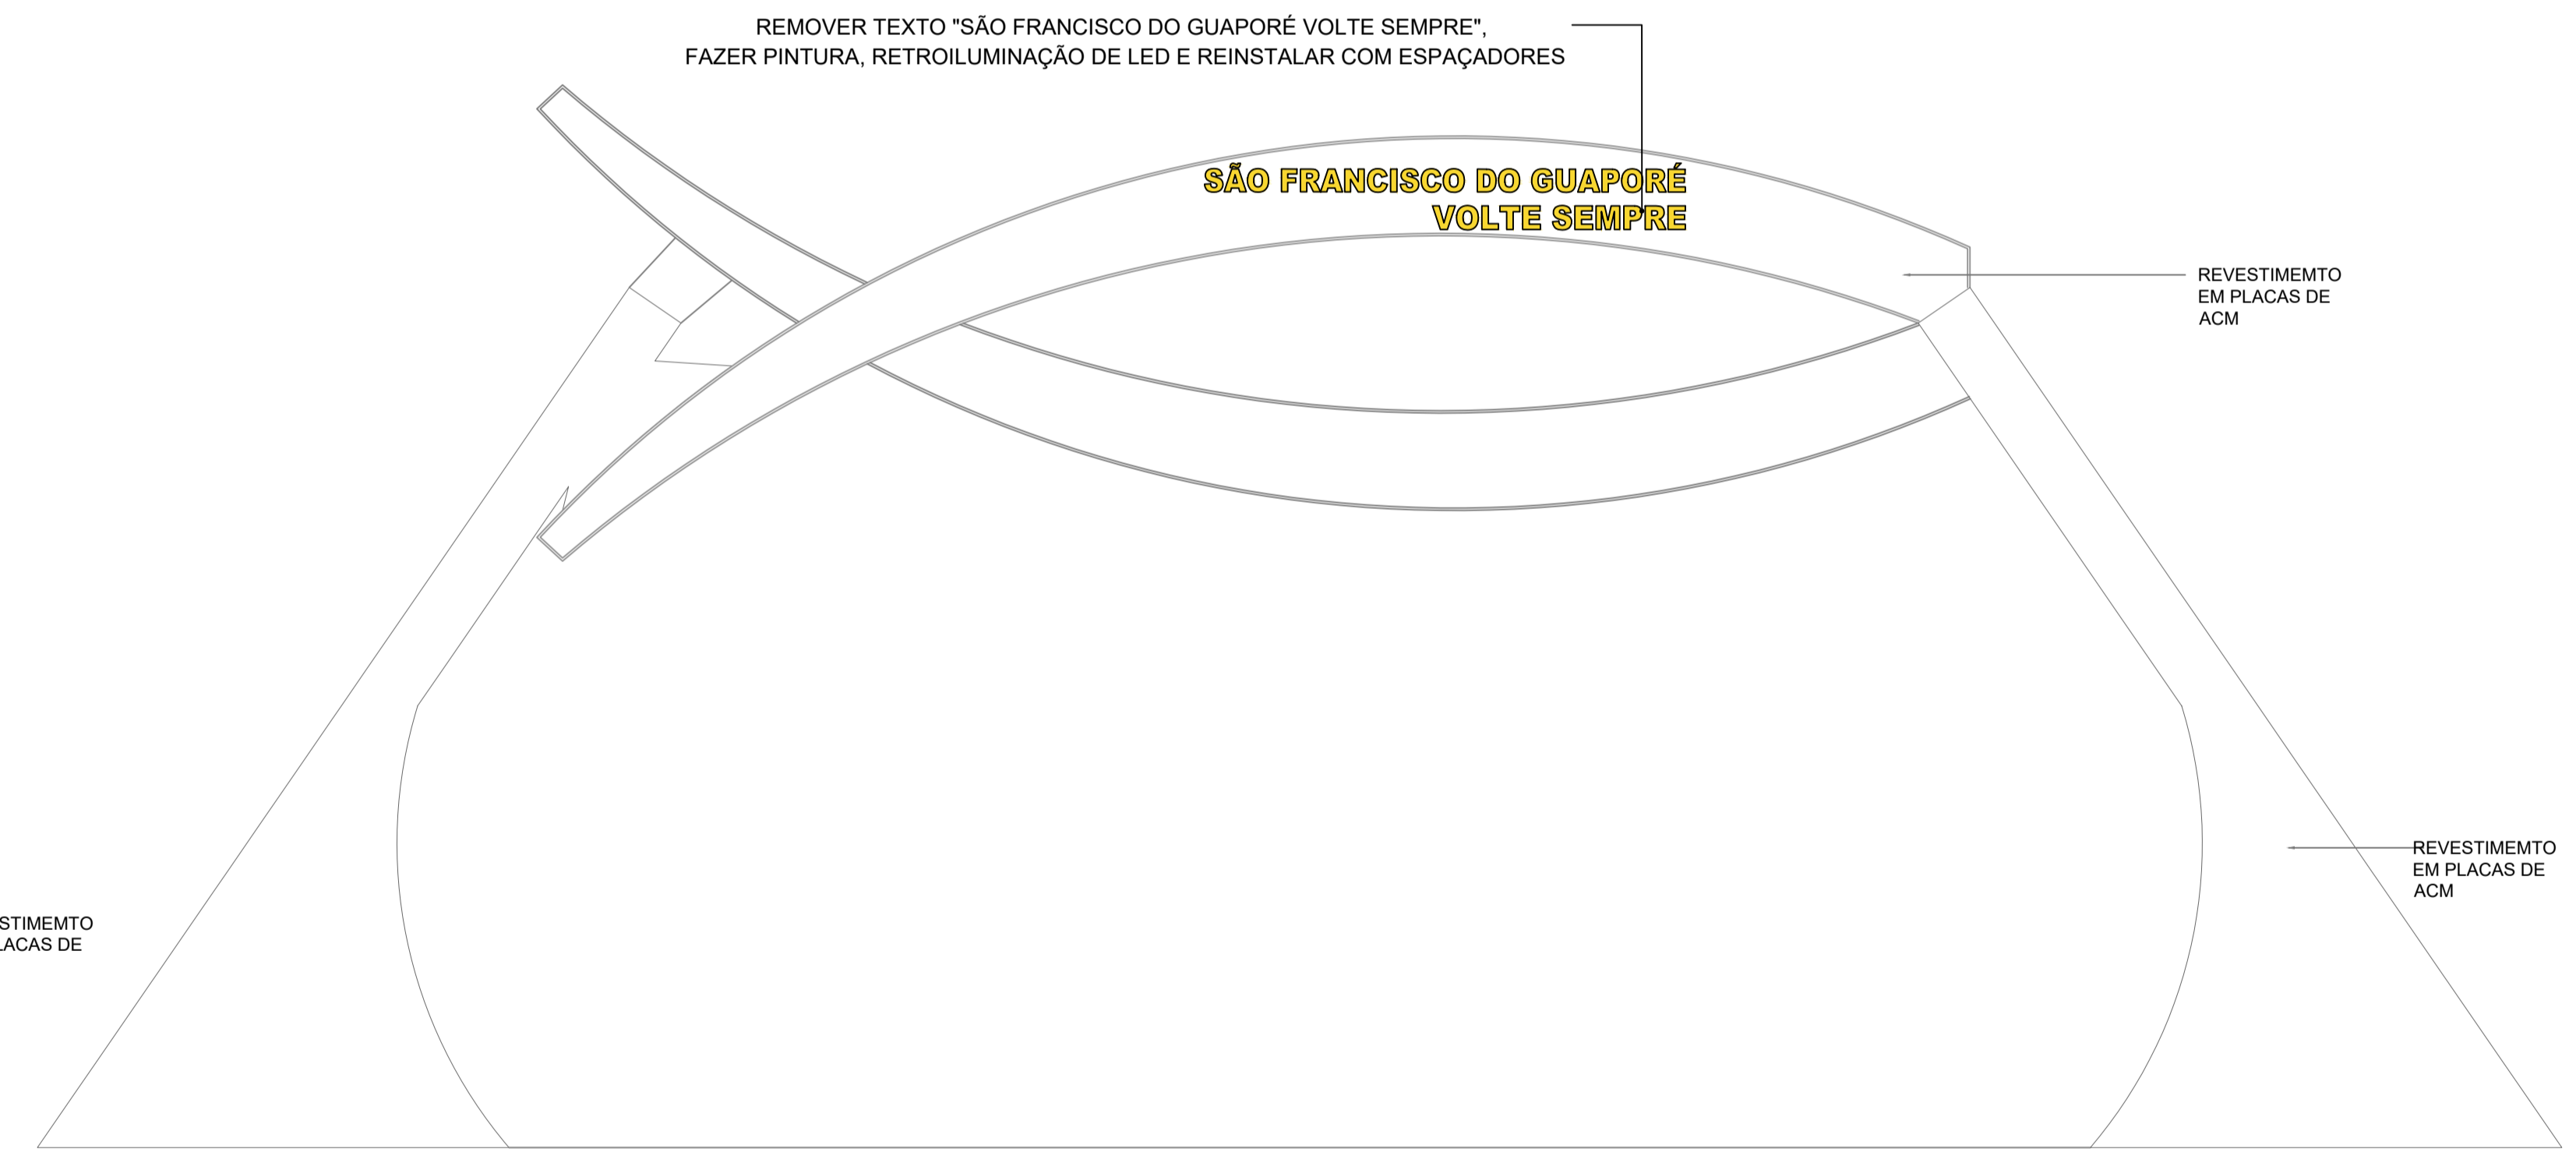 REMOVER TEXTO "SÃO FRANCISCO DO GUAPORÉ VOLTE SEMPRE",
FAZER PINTURA, RETROILUMINAÇÃO DE LED E REINSTALAR COM ESPAÇADORES
SÃO FRANCISCO DO GUAPORÉ
VOLTE SEMPRE
REVESTIMEMTO
EM PLACAS DE
ACM
REVESTIMEMTO
EM PLACAS DE
ACM
STIMEMTO
LACAS DE